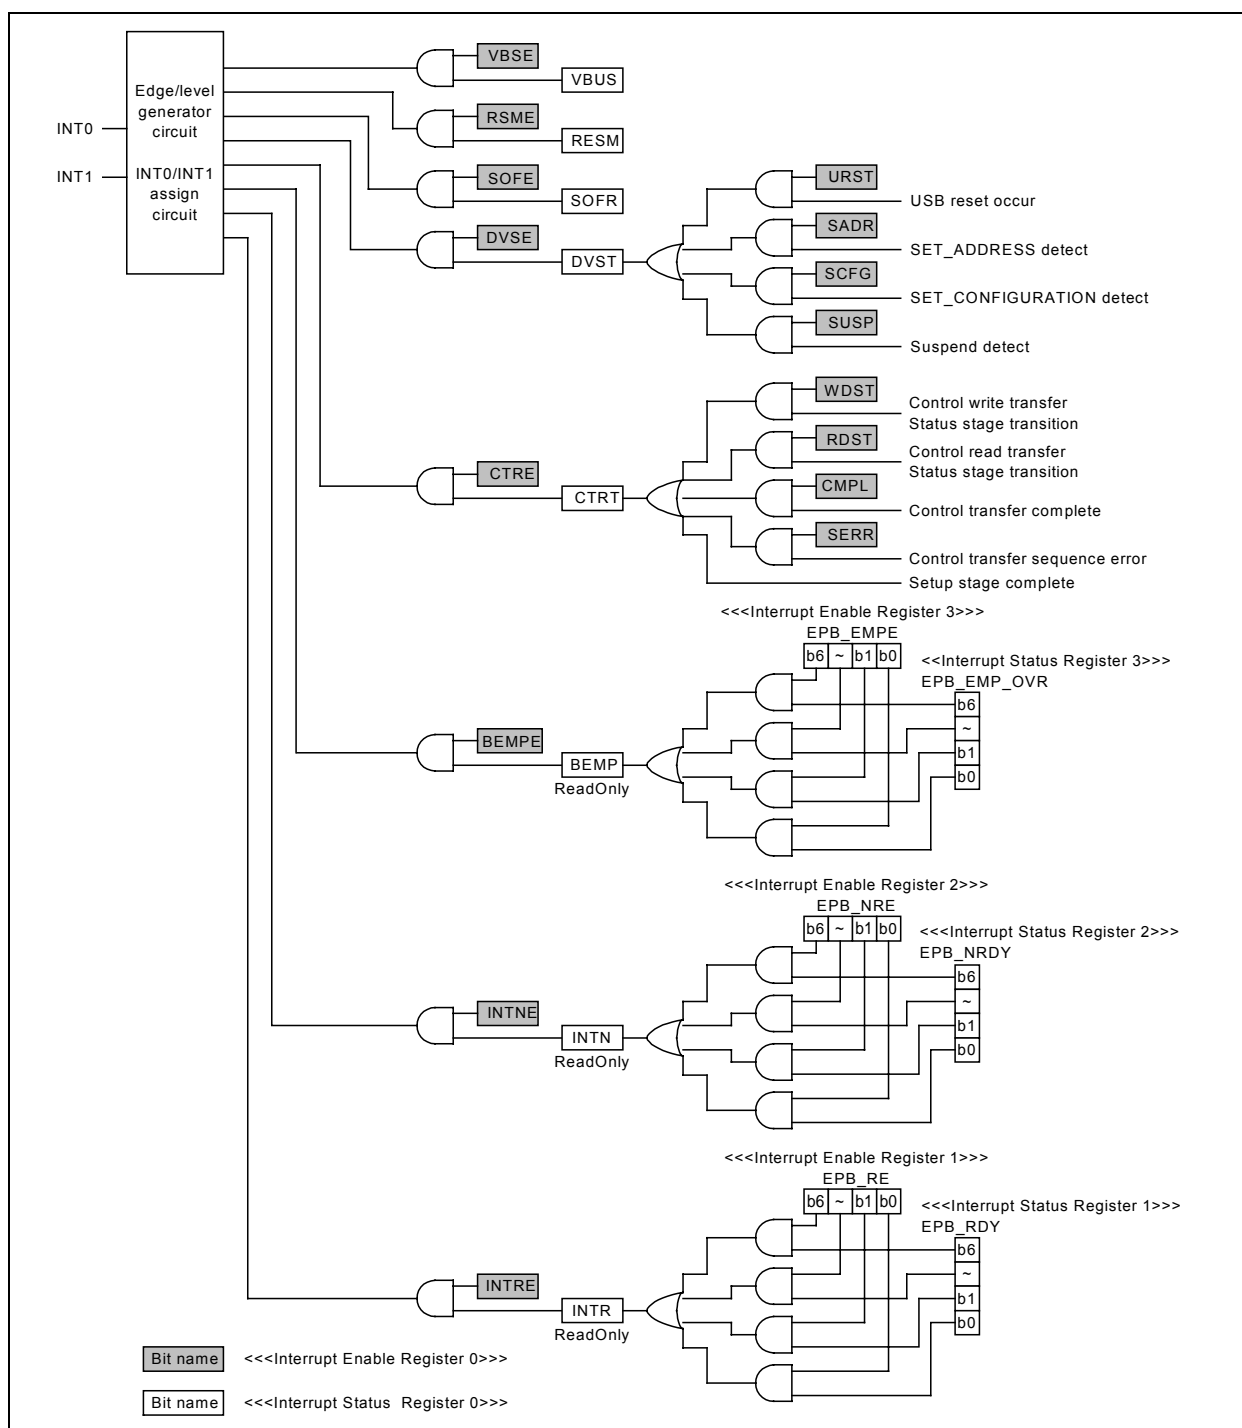 VBSE
VBUS
Edge/level
generator
circuit
INT0/INT1
assign
circuit
INT0
INT1
RSME
RESM
SOFE
SOFR
DVSE
DVST
URST
USB reset occur
SADR
SET_ADDRESS detect
SCFG
SET_CONFIGURATION detect
SUSP
Suspend detect
WDST
Control write transfer
Status stage transition
RDST
Control read transfer
Status stage transition
CTRE
CTRT
CMPL
Control transfer complete
SERR
Control transfer sequence error
Setup stage complete
<<<Interrupt Enable Register 3>>>
EPB_EMPE
b6 ~ b1 b0
<<Interrupt Status Register 3>>>
EPB_EMP_OVR
b6
~
b1
b0
BEMPE
BEMP
ReadOnly
<<<Interrupt Enable Register 2>>>
EPB_NRE
b6 ~ b1 b0
<<<Interrupt Status Register 2>>>
EPB_NRDY
b6
~
b1
b0
INTNE
INTN
ReadOnly
<<<Interrupt Enable Register 1>>>
EPB_RE
b6 ~ b1 b0
<<<Interrupt Status Register 1>>>
EPB_RDY
b6
~
b1
b0
INTRE
INTR
ReadOnly
Bit name <<<Interrupt Enable Register 0>>>
Bit name <<<Interrupt Status Register 0>>>